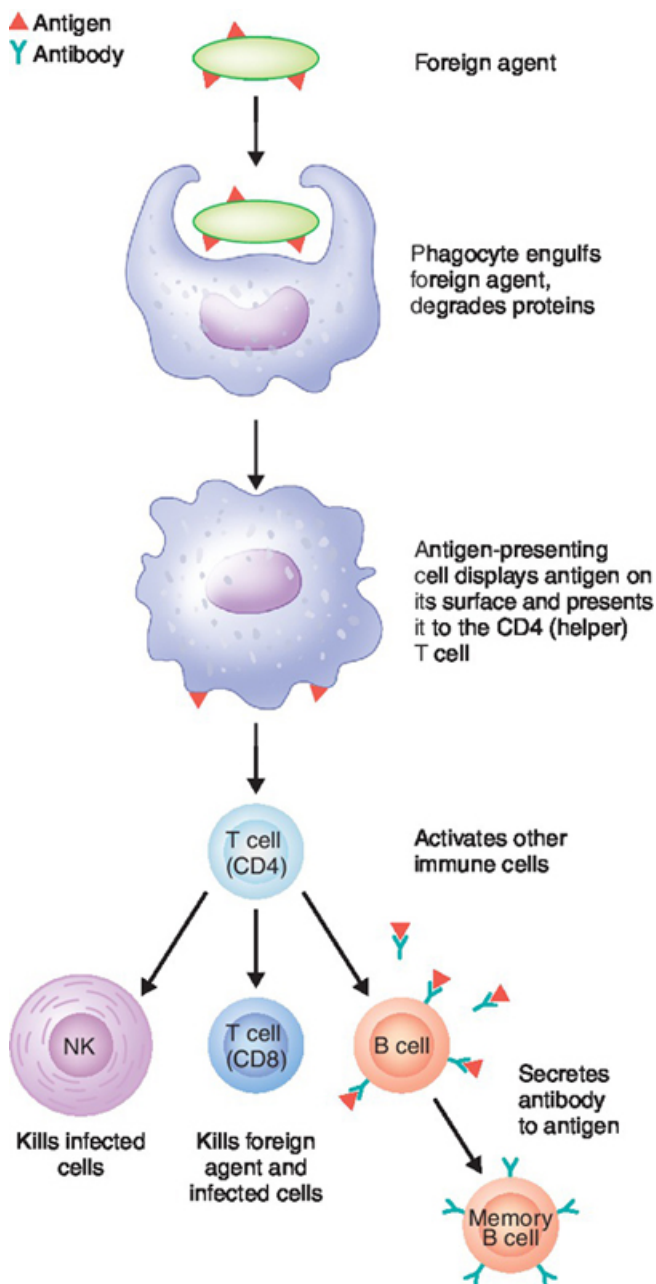 Antigen
Antibody
Foreign agent
Phagocyte engulfs
foreign agent,
degrades proteins
Antigen-presenting
cell displays antigen on
its surface and presents
it to the CD4 (helper)
T cell
T cell
(CD4)
Activates other
immune cells
NK
T cell
(CD8)
B cell
Kills infected
cells
Kills foreign
agent and
infected cells
Secretes
antibody
to antigen
Memory
B cell